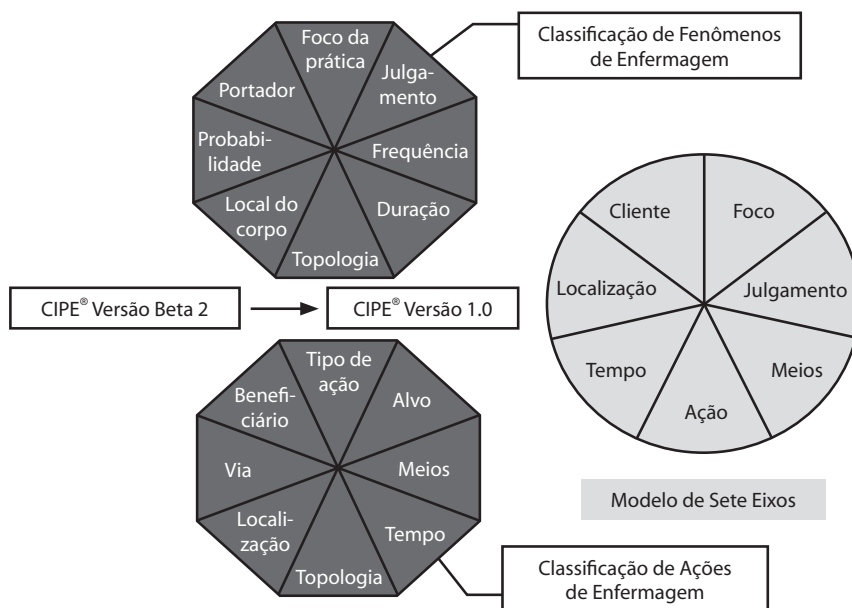 Foco da
prática
Julga-
mento
Frequência
Duração
Topologia
Local do
corpo
Probabi-
lidade
Portador
Classificação de Fenômenos
de Enfermagem
CIPE® Versão Beta 2
CIPE® Versão 1.0
Cliente
Foco
Julgamento
Meios
Ação
Tempo
Localização
Modelo de Sete Eixos
Tipo de
ação
Alvo
Meios
Tempo
Topologia
Locali-
zação
Via
Benefi-
ciário
Classificação de Ações
de Enfermagem